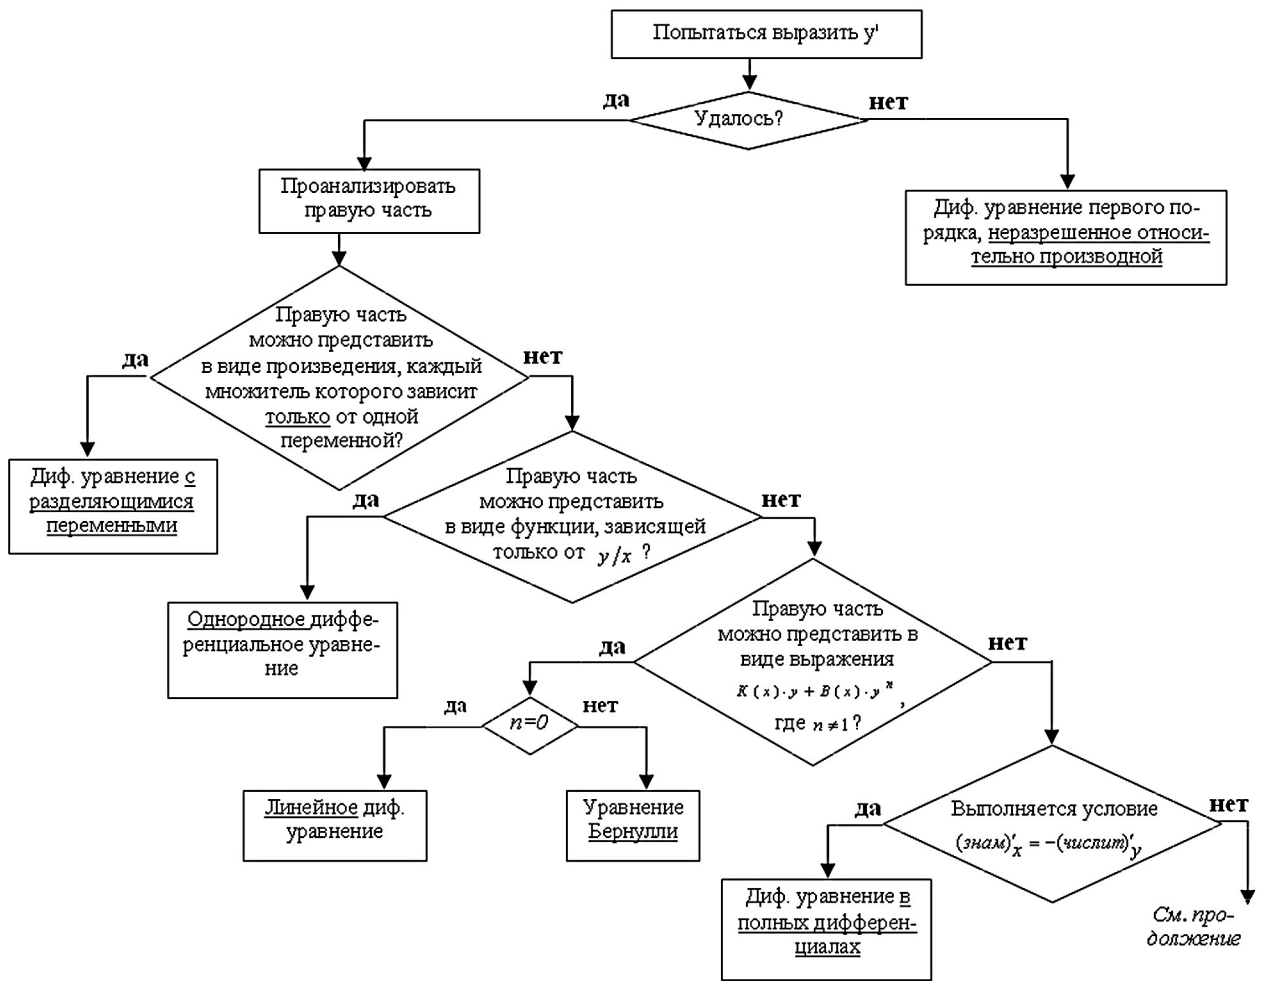 Попытаться выразить y'
да
нет
Удалось?
Проанализировать
правую часть
Диф. уравнение первого по-
рядка, неразрешенное относи-
тельно производной
Правую часть
можно представить
в виде произведения, каждый
множитель которого зависит
только от одной
переменной?
да
нет
Диф. уравнение с
разделяющимися
переменными
Правую часть
можно представить
в виде функции, зависящей
только от y/x ?
да
нет
Однородное диффе-
ренциальное уравне-
ние
Правую часть
можно представить в
виде выражения
K(x)·y + B(x)·y^n,
где n≠1?
да
нет
n=0
да
нет
Линейное диф.
уравнение
Уравнение
Бернулли
Выполняется условие
(знам)′x = −(числит)′y
да
нет
Диф. уравнение в
полных дифферен-
циалах
См. про-
должение